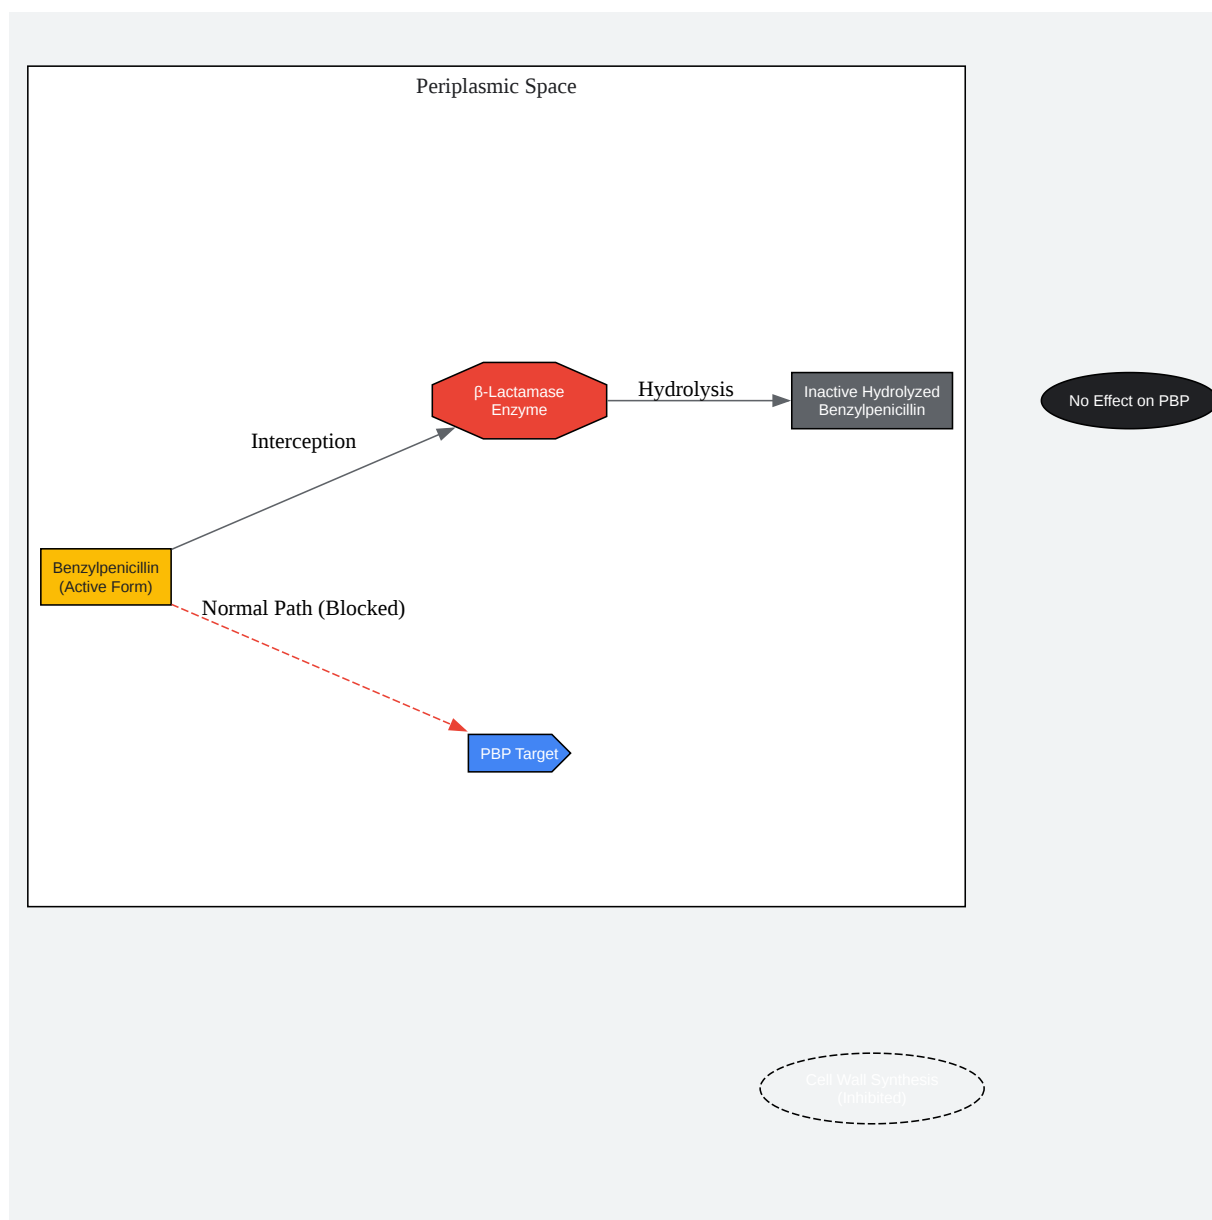 Periplasmic Space
β-Lactamase
Enzyme
Hydrolysis
Inactive Hydrolyzed
Benzylpenicillin
No Effect on PBP
Interception
Benzylpenicillin
(Active Form)
Normal Path (Blocked)
PBP Target
Cell Wall Synthesis
(Inhibited)